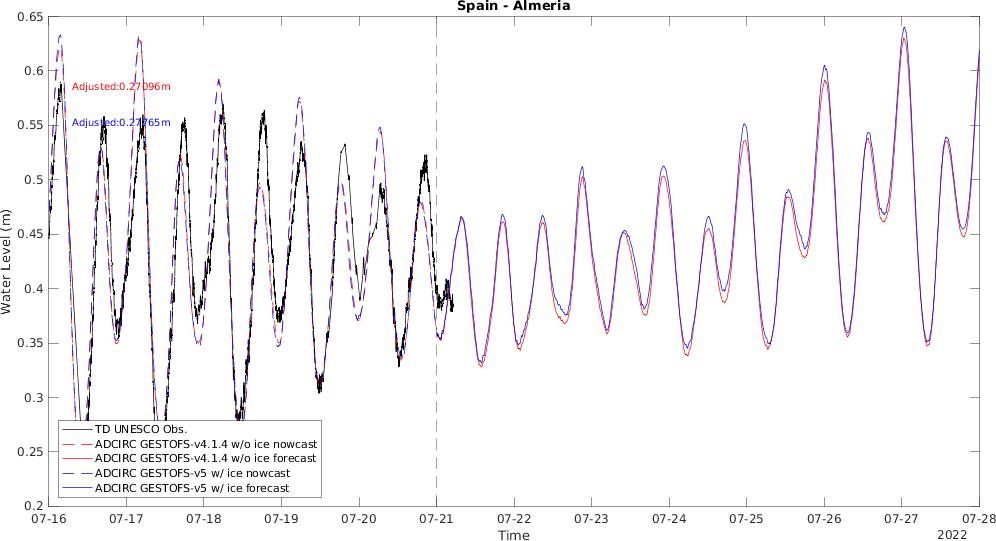 Spain - Almeria
0.65
0.6
0.55
0.5
0.45
0.4
0.35
0.3
0.25
0.2
Water Level (m)
Adjusted:0.27096m
Adjusted:0.27765m
TD UNESCO Obs.
ADCIRC GESTOFS-v4.1.4 w/o ice nowcast
ADCIRC GESTOFS-v4.1.4 w/o ice forecast
ADCIRC GESTOFS-v5 w/ ice nowcast
ADCIRC GESTOFS-v5 w/ ice forecast
07-16 07-17 07-18 07-19 07-20 07-21 07-22 07-23 07-24 07-25 07-26 07-27 07-28
Time
2022